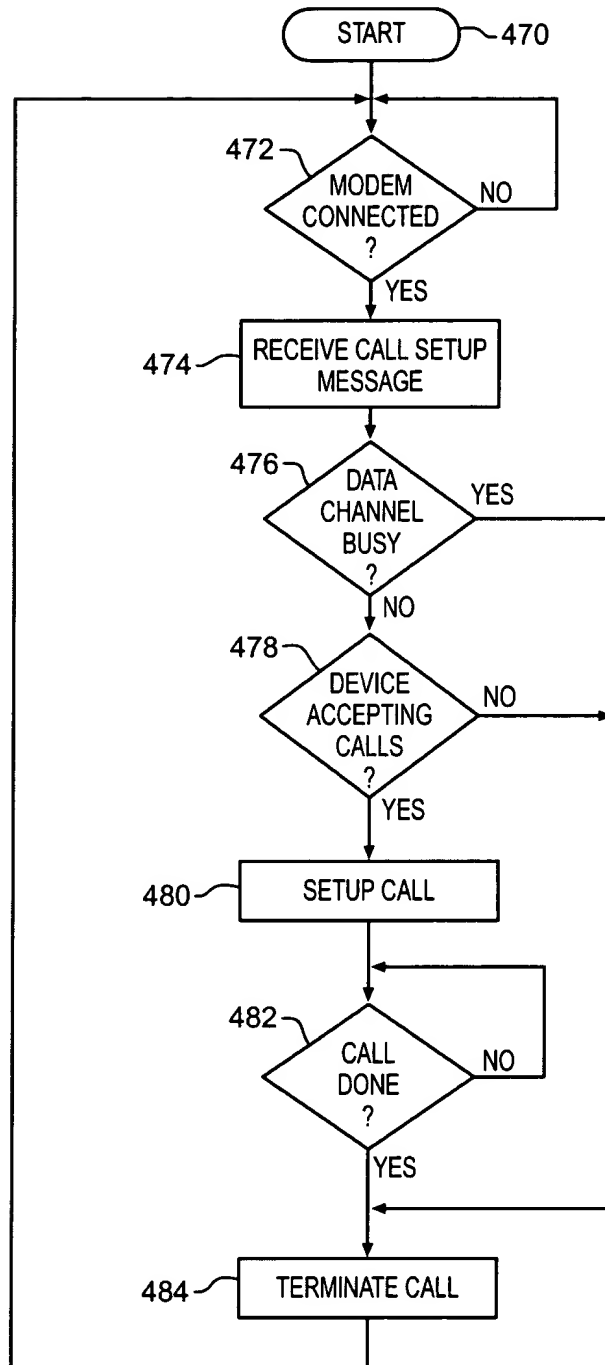 START
470
472
MODEM
CONNECTED
?
NO
YES
474
RECEIVE CALL SETUP
MESSAGE
476
DATA
CHANNEL
BUSY
?
YES
NO
478
DEVICE
ACCEPTING
CALLS
?
NO
YES
480
SETUP CALL
482
CALL
DONE
?
NO
YES
484
TERMINATE CALL